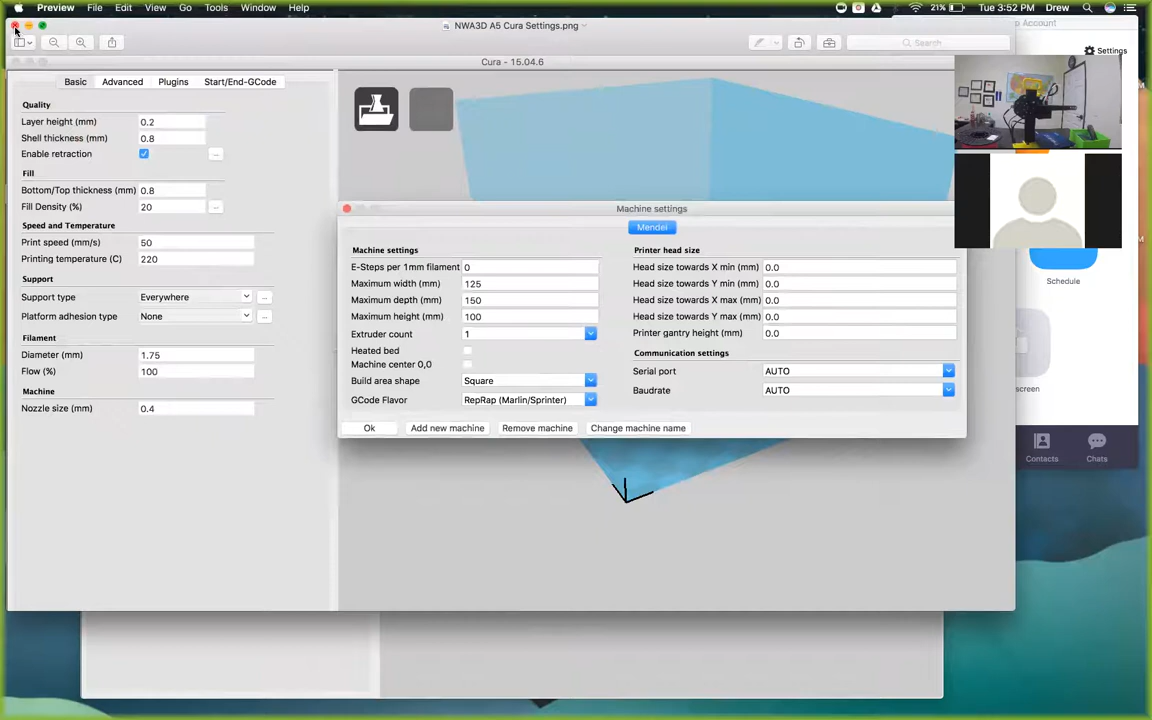 Preview File Edit View Go Tools Window Help
21% Tue 3:52 PM Drew
NWA3D A5 Cura Settings.png
p Account
Search
Settings
Cura - 15.04.6
Basic Advanced Plugins Start/End-GCode
Quality
Layer height (mm) 0.2
Shell thickness (mm) 0.8
Enable retraction ...
Fill
Bottom/Top thickness (mm) 0.8
Fill Density (%) 20 ...
Speed and Temperature
Print speed (mm/s) 50
Printing temperature (C) 220
Support
Support type Everywhere ...
Platform adhesion type None ...
Filament
Diameter (mm) 1.75
Flow (%) 100
Machine
Nozzle size (mm) 0.4
Machine settings
Mendel
Machine settings
E-Steps per 1mm filament 0
Maximum width (mm) 125
Maximum depth (mm) 150
Maximum height (mm) 100
Extruder count 1
Heated bed
Machine center 0,0
Build area shape Square
GCode Flavor RepRap (Marlin/Sprinter)
Printer head size
Head size towards X min (mm) 0.0
Head size towards Y min (mm) 0.0
Head size towards X max (mm) 0.0
Head size towards Y max (mm) 0.0
Printer gantry height (mm) 0.0
Communication settings
Serial port AUTO
Baudrate AUTO
Ok Add new machine Remove machine Change machine name
Schedule
screen
Contacts Chats